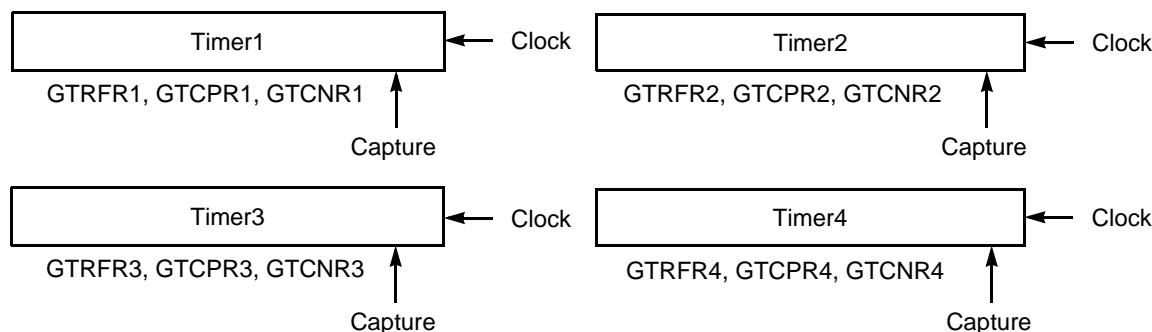 Timer1
Clock
GTRFR1, GTCPR1, GTCNR1
Capture
Timer2
Clock
GTRFR2, GTCPR2, GTCNR2
Capture
Timer3
Clock
GTRFR3, GTCPR3, GTCNR3
Capture
Timer4
Clock
GTRFR4, GTCPR4, GTCNR4
Capture